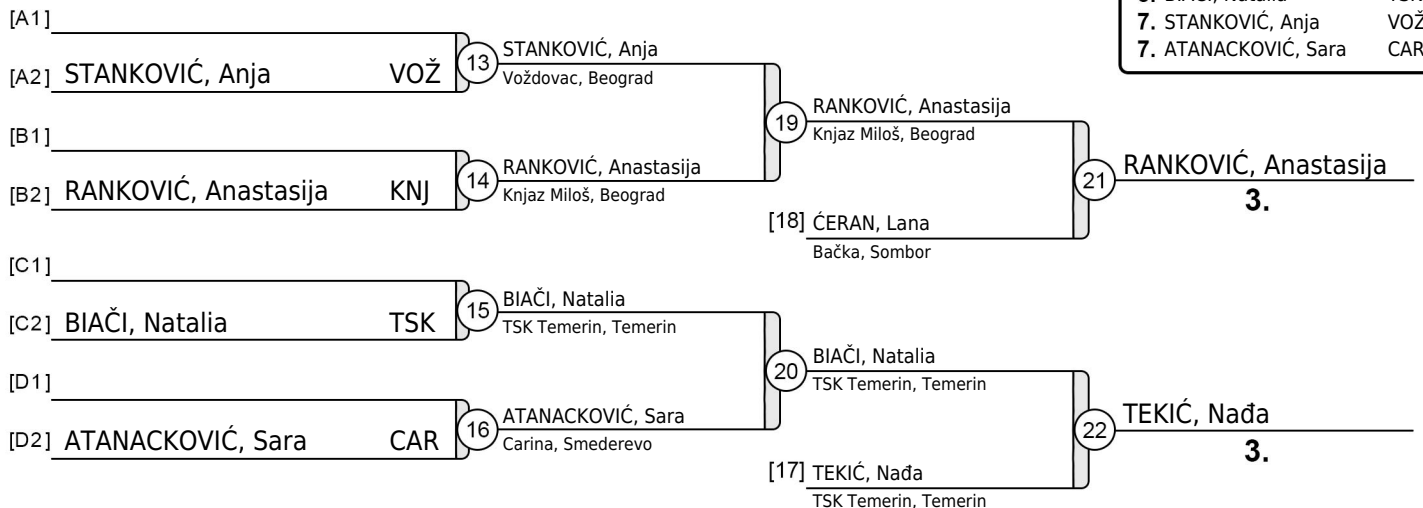 BIAČI, Natalia
7. STANKOVIĆ, Anja VOŽ
7. ATANACKOVIĆ, Sara CAR
[A1]
[A2] STANKOVIĆ, Anja VOŽ
13
STANKOVIĆ, Anja
Voždovac, Beograd
[B1]
[B2] RANKOVIĆ, Anastasija KNJ
14
RANKOVIĆ, Anastasija
Knjaz Miloš, Beograd
19
RANKOVIĆ, Anastasija
Knjaz Miloš, Beograd
[18] ĆERAN, Lana
Bačka, Sombor
21
RANKOVIĆ, Anastasija
3.
[C1]
[C2] BIAČI, Natalia TSK
15
BIAČI, Natalia
TSK Temerin, Temerin
[D1]
[D2] ATANACKOVIĆ, Sara CAR
16
ATANACKOVIĆ, Sara
Carina, Smederevo
20
BIAČI, Natalia
TSK Temerin, Temerin
[17] TEKIĆ, Nađa
TSK Temerin, Temerin
22
TEKIĆ, Nađa
3.